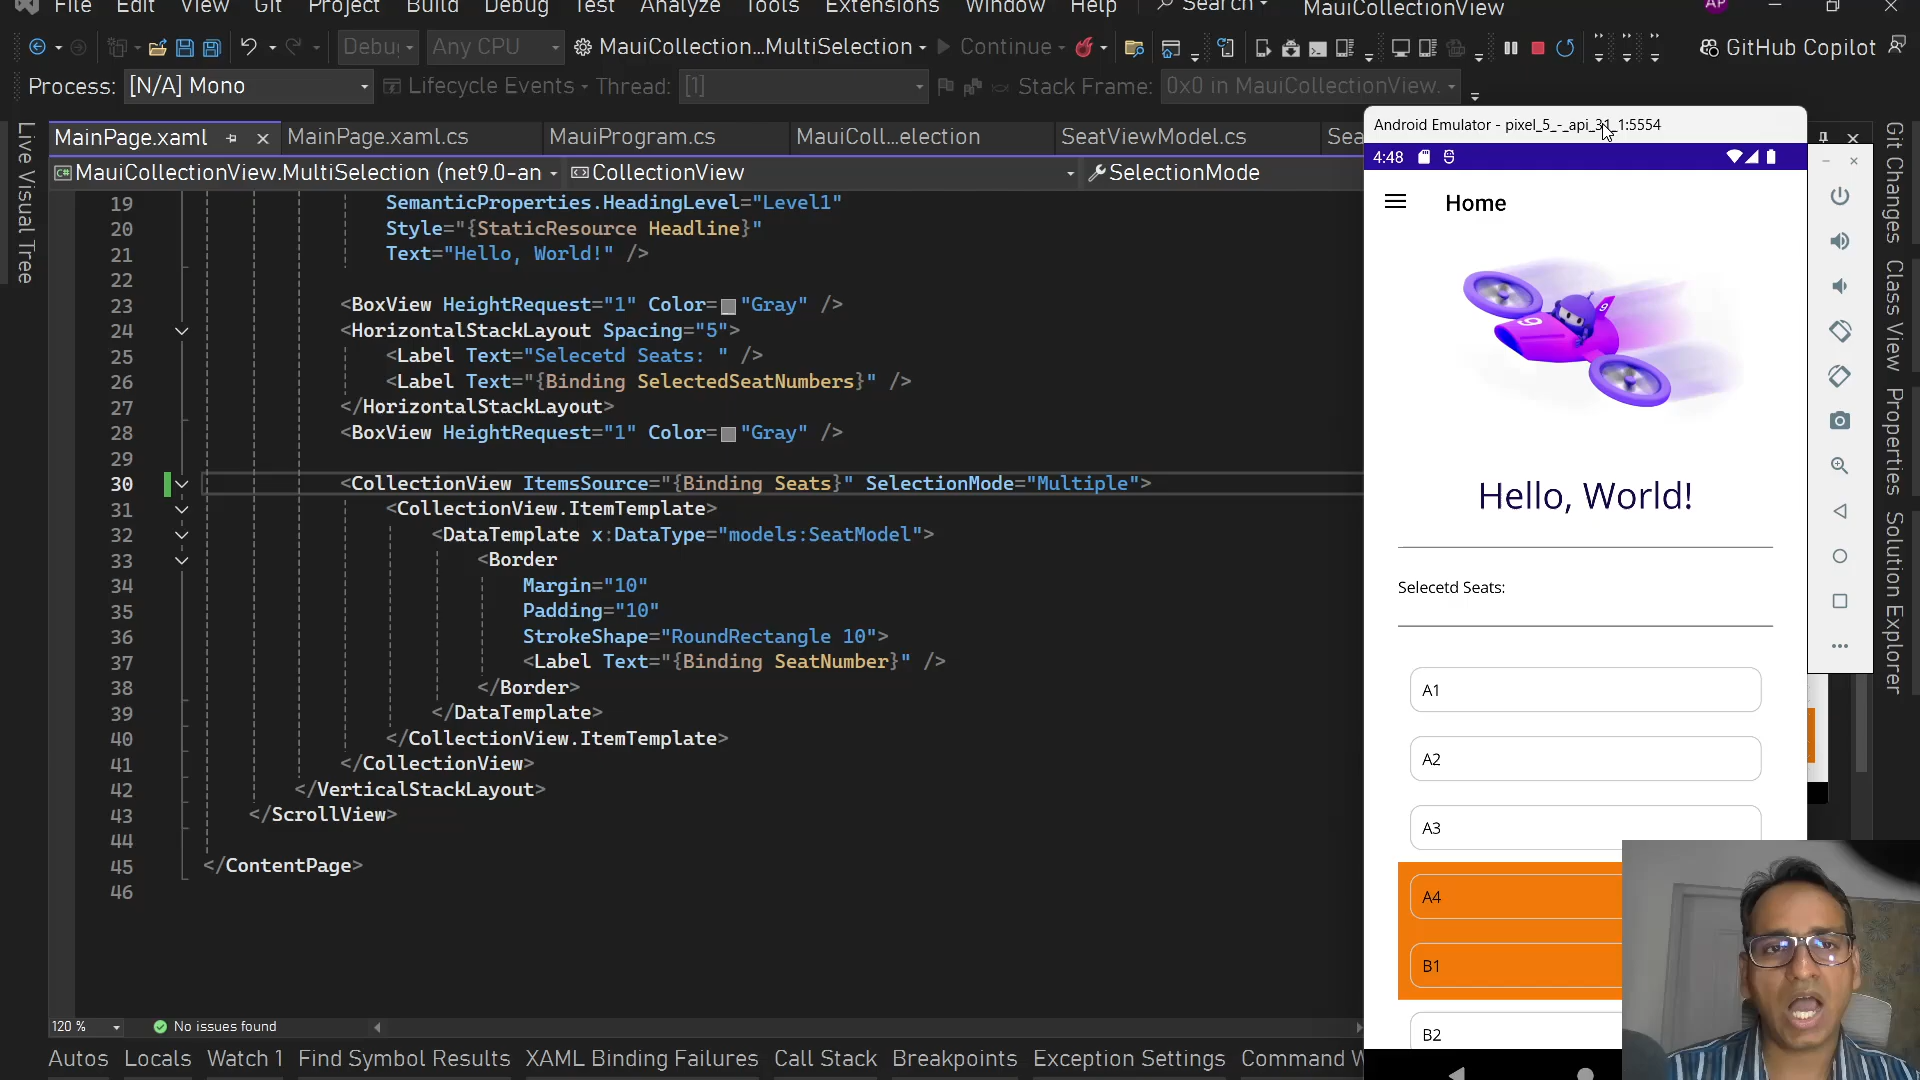 File Edit View Git Project Build Debug Test Analyze Tools Extensions Window Help Search MauiCollectionView AP
Debug Any CPU MauiCollection...MultiSelection Continue GitHub Copilot
Process: [N/A] Mono Lifecycle Events Thread: [1] Stack Frame: 0x0 in MauiCollectionView.
MainPage.xaml MainPage.xaml.cs MauiProgram.cs MauiColl...election SeatViewModel.cs Sea
MauiCollectionView.MultiSelection (net9.0-an CollectionView SelectionMode
Live Visual Tree
19 SemanticProperties.HeadingLevel="Level1"
20 Style="{StaticResource Headline}"
21 Text="Hello, World!" />
22
23 <BoxView HeightRequest="1" Color="Gray" />
24 <HorizontalStackLayout Spacing="5">
25 <Label Text="Selecetd Seats: " />
26 <Label Text="{Binding SelectedSeatNumbers}" />
27 </HorizontalStackLayout>
28 <BoxView HeightRequest="1" Color="Gray" />
29
30 <CollectionView ItemsSource="{Binding Seats}" SelectionMode="Multiple">
31 <CollectionView.ItemTemplate>
32 <DataTemplate x:DataType="models:SeatModel">
33 <Border
34 Margin="10"
35 Padding="10"
36 StrokeShape="RoundRectangle 10">
37 <Label Text="{Binding SeatNumber}" />
38 </Border>
39 </DataTemplate>
40 </CollectionView.ItemTemplate>
41 </CollectionView>
42 </VerticalStackLayout>
43 </ScrollView>
44
45 </ContentPage>
46
120 % No issues found
Autos Locals Watch 1 Find Symbol Results XAML Binding Failures Call Stack Breakpoints Exception Settings Command W
Android Emulator - pixel_5_-_api_31_1:5554
4:48
Home
9
9
Hello, World!
Selecetd Seats:
A1
A2
A3
A4
B1
B2
Git Changes
Class View
Properties
Solution Explorer